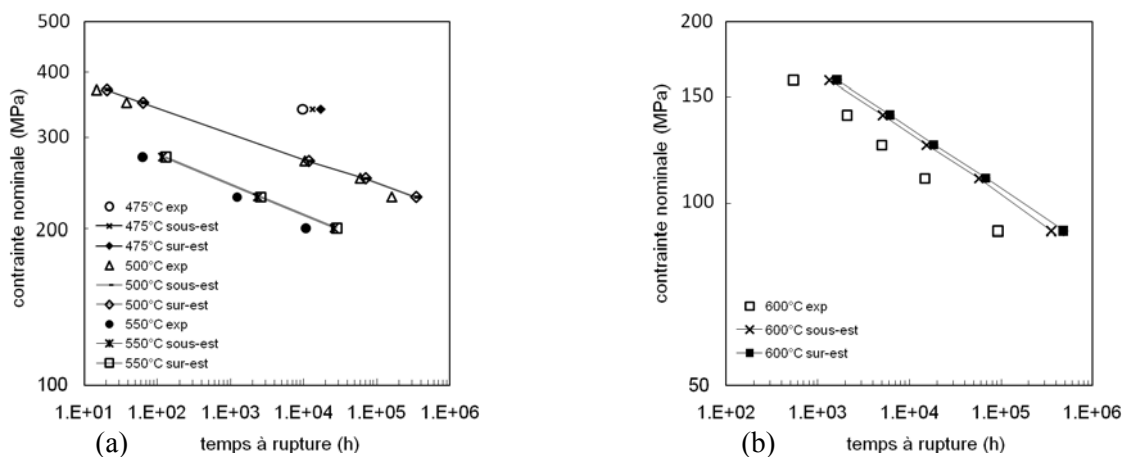 500
400
300
200
100
contrainte nominale (MPa)
475°C exp
475°C sous-est
475°C sur-est
500°C exp
500°C sous-est
500°C sur-est
550°C exp
550°C sous-est
550°C sur-est
1.E+01 1.E+02 1.E+03 1.E+04 1.E+05 1.E+06
(a) temps à rupture (h)
200
150
100
50
contrainte nominale (MPa)
600°C exp
600°C sous-est
600°C sur-est
1.E+02 1.E+03 1.E+04 1.E+05 1.E+06
(b) temps à rupture (h)